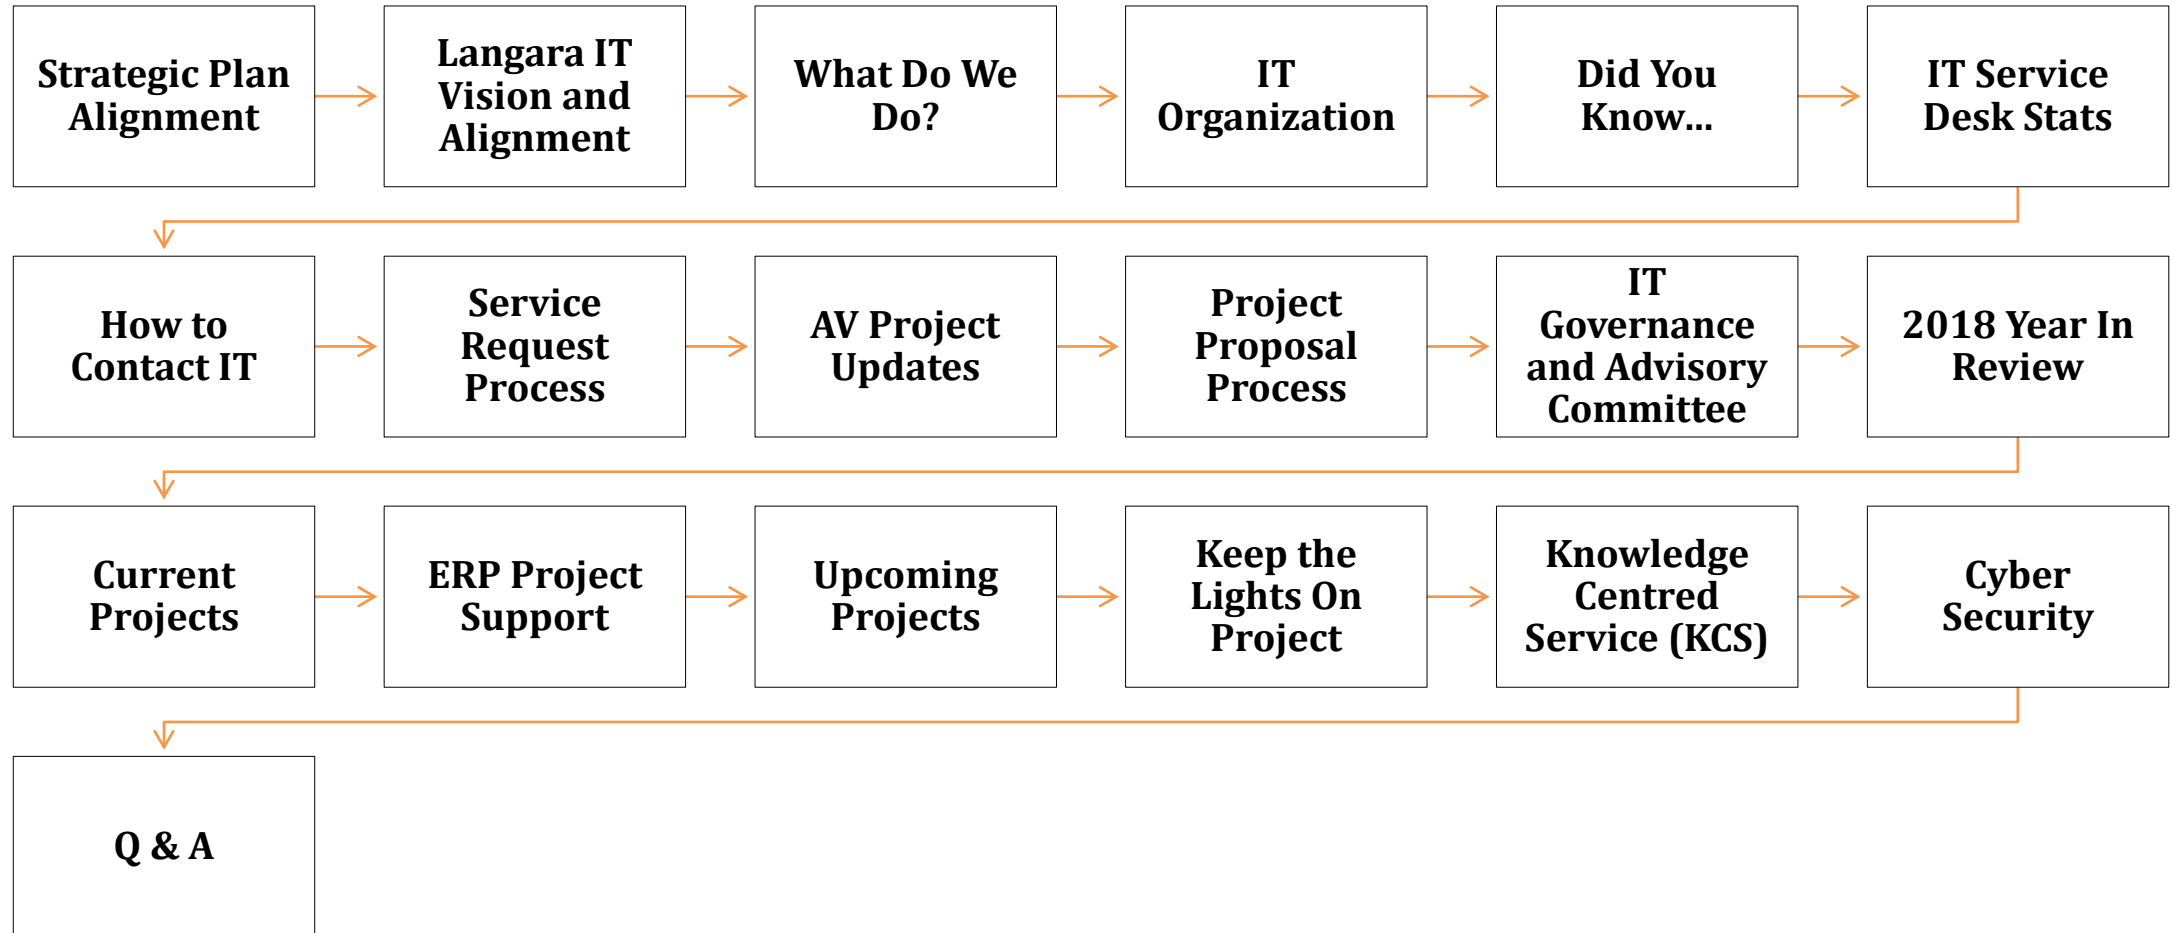 Strategic Plan
Alignment
Langara IT
Vision and
Alignment
What Do We
Do?
IT
Organization
Did You
Know...
IT Service
Desk Stats
How to
Contact IT
Service
Request
Process
AV Project
Updates
Project
Proposal
Process
IT
Governance
and Advisory
Committee
2018 Year In
Review
Current
Projects
ERP Project
Support
Upcoming
Projects
Keep the
Lights On
Project
Knowledge
Centred
Service (KCS)
Cyber
Security
Q & A